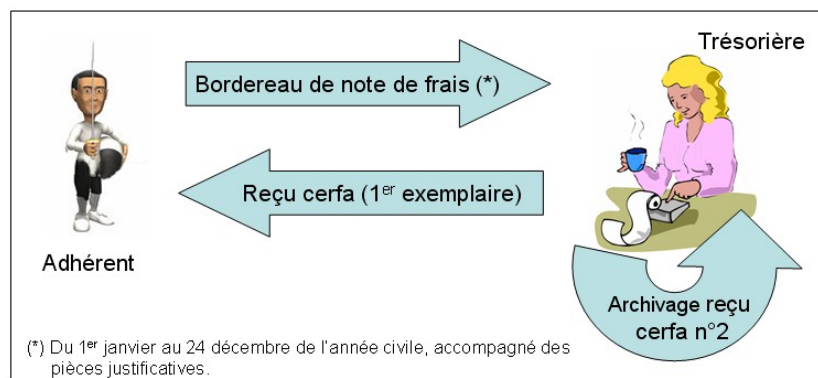 Trésorière
Bordereau de note de frais (*)
Reçu cerfa (1er exemplaire)
Adhérent
Archivage reçu
cerfa n°2
(*) Du 1er janvier au 24 décembre de l'année civile, accompagné des
pièces justificatives.